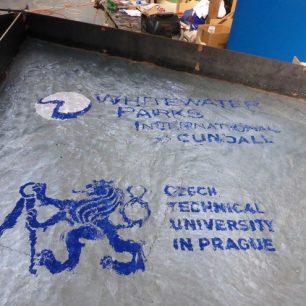 WHITEWATER
PARKS
INTERNATIONAL
CUNDALL
CZECH
TECHNICAL
UNIVERSITY
IN PRAGUE